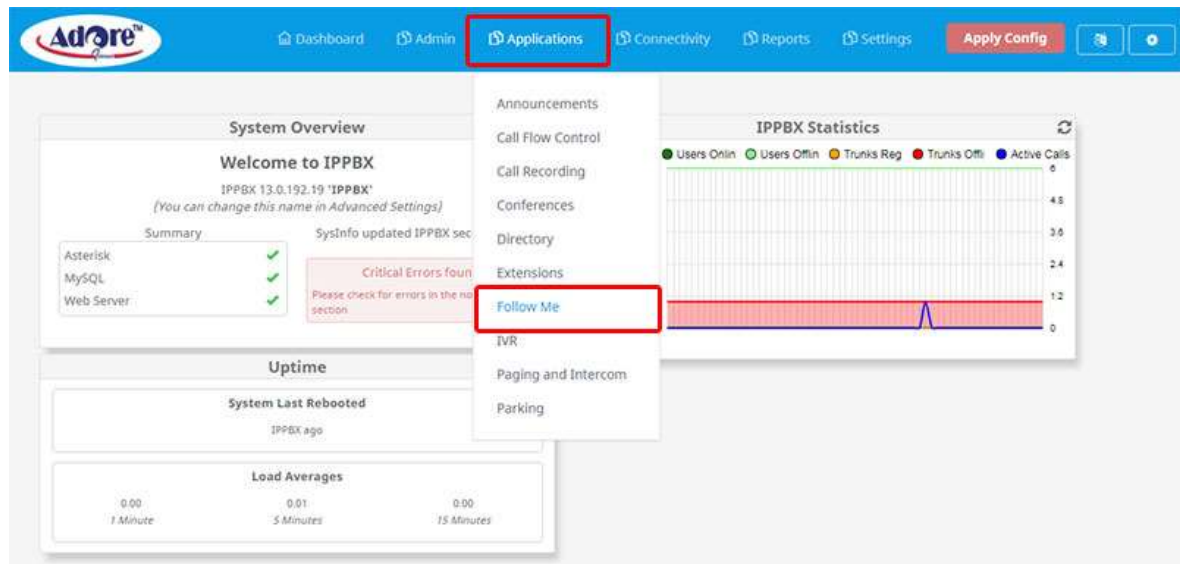 Adore™
Dashboard
Admin
Applications
Connectivity
Reports
Settings
Apply Config
Announcements
Call Flow Control
Call Recording
Conferences
Directory
Extensions
Follow Me
IVR
Paging and Intercom
Parking
System Overview
Welcome to IPPBX
IPPBX 13.0.192.19 'IPPBX'
(You can change this name in Advanced Settings)
Summary
Asterisk
MySQL
Web Server
SysInfo updated IPPBX sec
Critical Errors foun
Please check for errors in the no
section
Uptime
System Last Rebooted
IPPBX ago
Load Averages
0.00 0.01 0.00
1 Minute 5 Minutes 15 Minutes
IPPBX Statistics
Users Onlin Users Offlin Trunks Reg Trunks Offli Active Calls
6
4.8
3.6
2.4
1.2
0